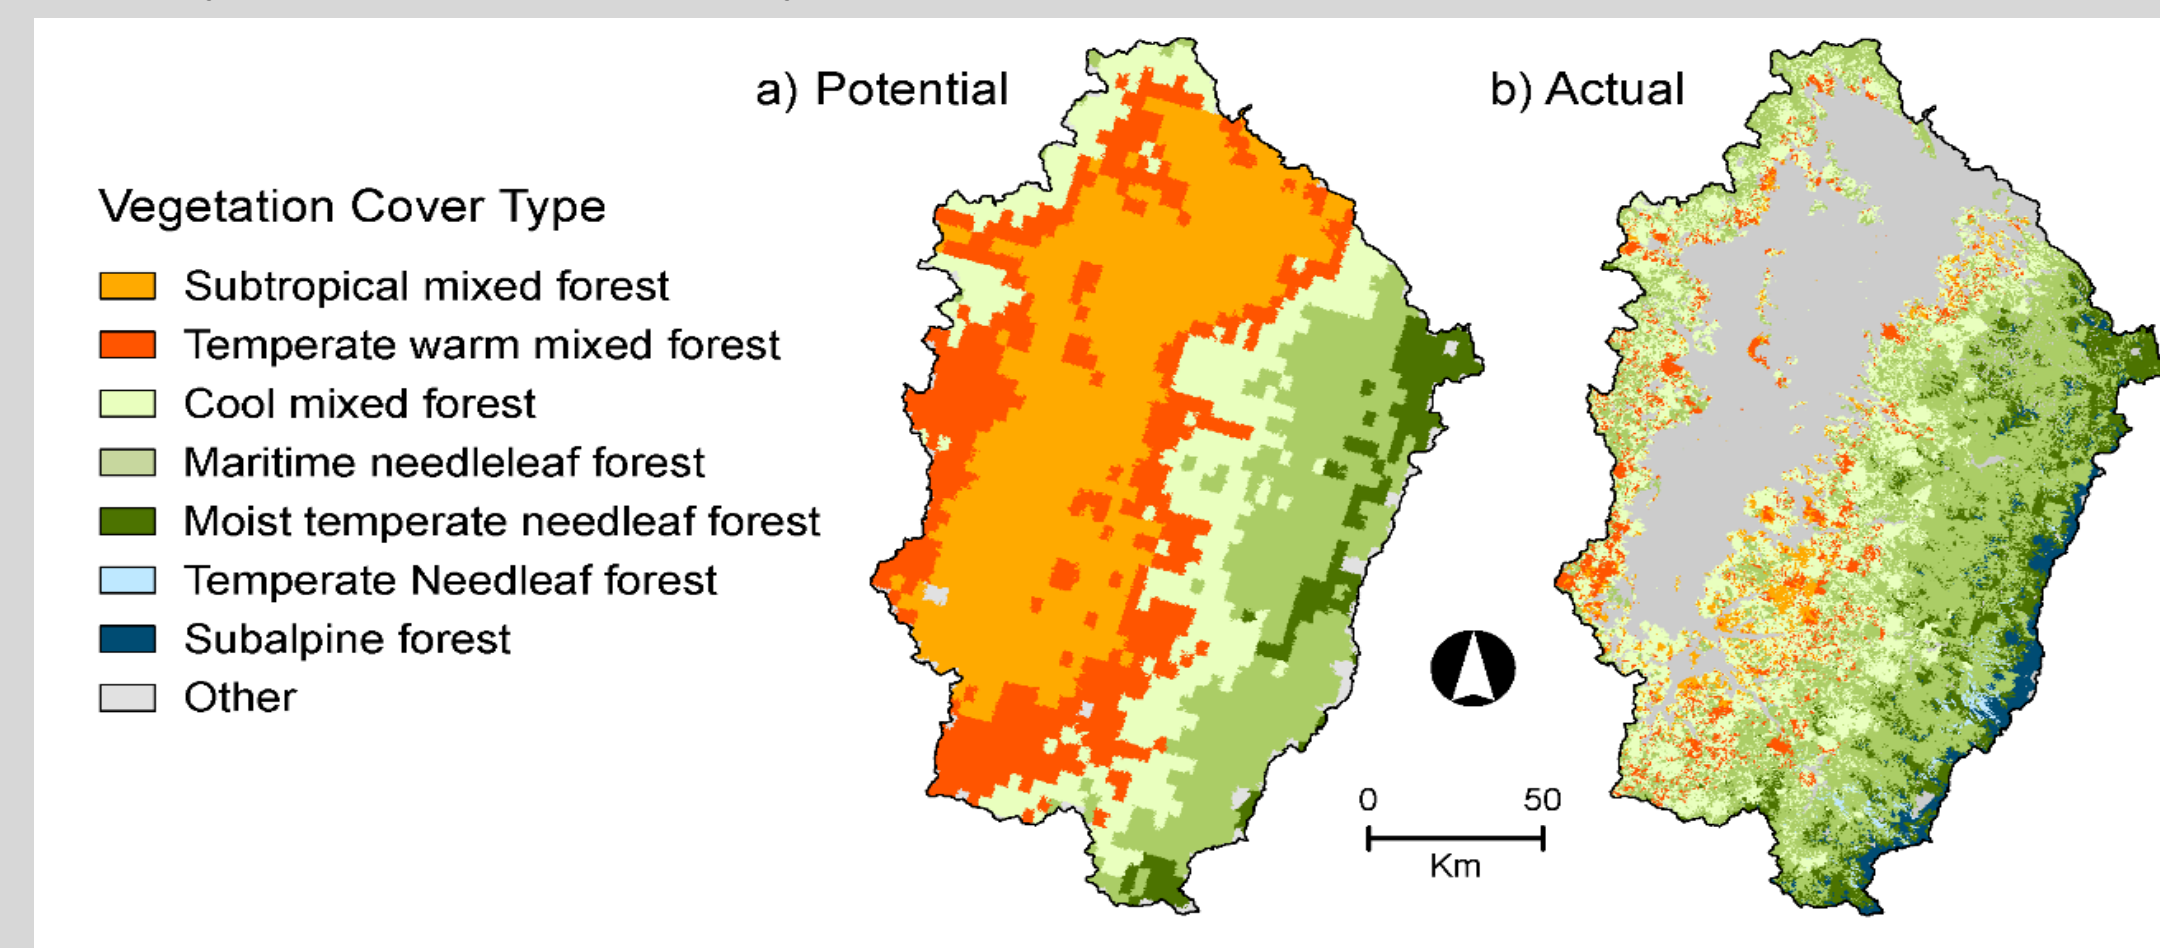 a) Potential
b) Actual
Vegetation Cover Type
Subtropical mixed forest
Temperate warm mixed forest
Cool mixed forest
Maritime needleleaf forest
Moist temperate needleaf forest
Temperate Needleaf forest
Subalpine forest
Other
0 50
Km